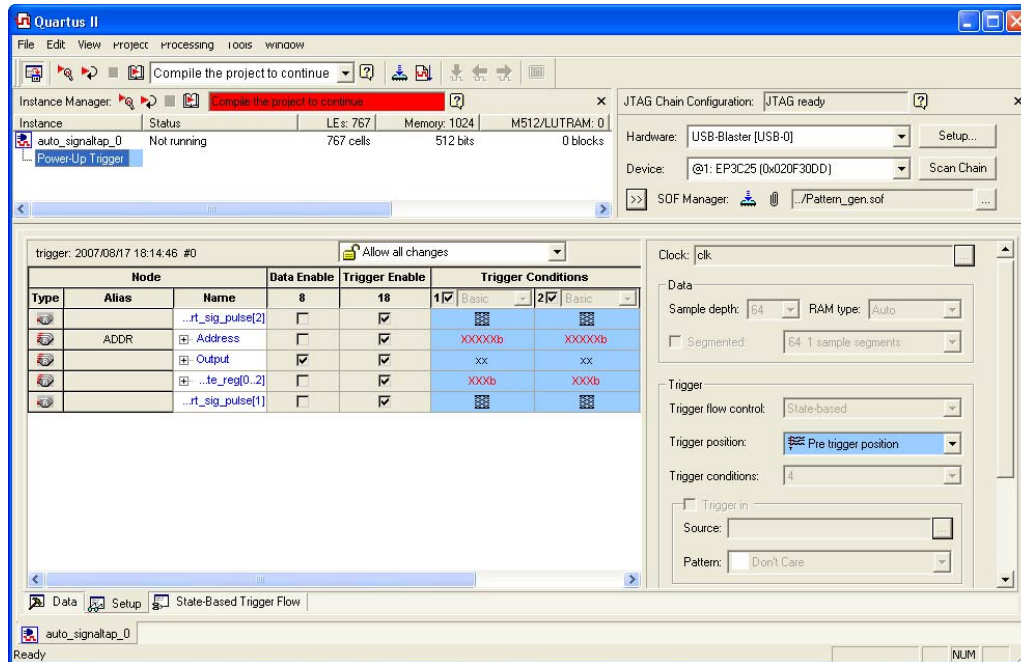 Quartus II
File Edit View Project Processing Tools Window
Compile the project to continue
Instance Manager: Compile the project to continue
JTAG Chain Configuration: JTAG ready
Instance Status LEs: 767 Memory: 1024 M512/LUTRAM: 0
auto_signaltap_0 Not running 767 cells 512 bits 0 blocks
Power-Up Trigger
Hardware: USB-Blaster [USB-0] Setup...
Device: @1: EP3C25 (0x020F30DD) Scan Chain
>> SOF Manager: ../Pattern_gen.sof ...
trigger: 2007/08/17 18:14:46 #0 Allow all changes
Node Data Enable Trigger Enable Trigger Conditions
Type Alias Name 8 18 1 Basic 2 Basic
...rt_sig_pulse[2]
ADDR Address XXXXXb XXXXXb
Output XX XX
...te_reg[0..2] XXXb XXXb
...rt_sig_pulse[1]
Clock: clk ...
Data
Sample depth: 64 RAM type: Auto
Segmented: 64 1 sample segments
Trigger
Trigger flow control: State-based
Trigger position: Pre trigger position
Trigger conditions: 4
Trigger in
Source: ...
Pattern: Don't Care
Data Setup State-Based Trigger Flow
auto_signaltap_0
Ready NUM